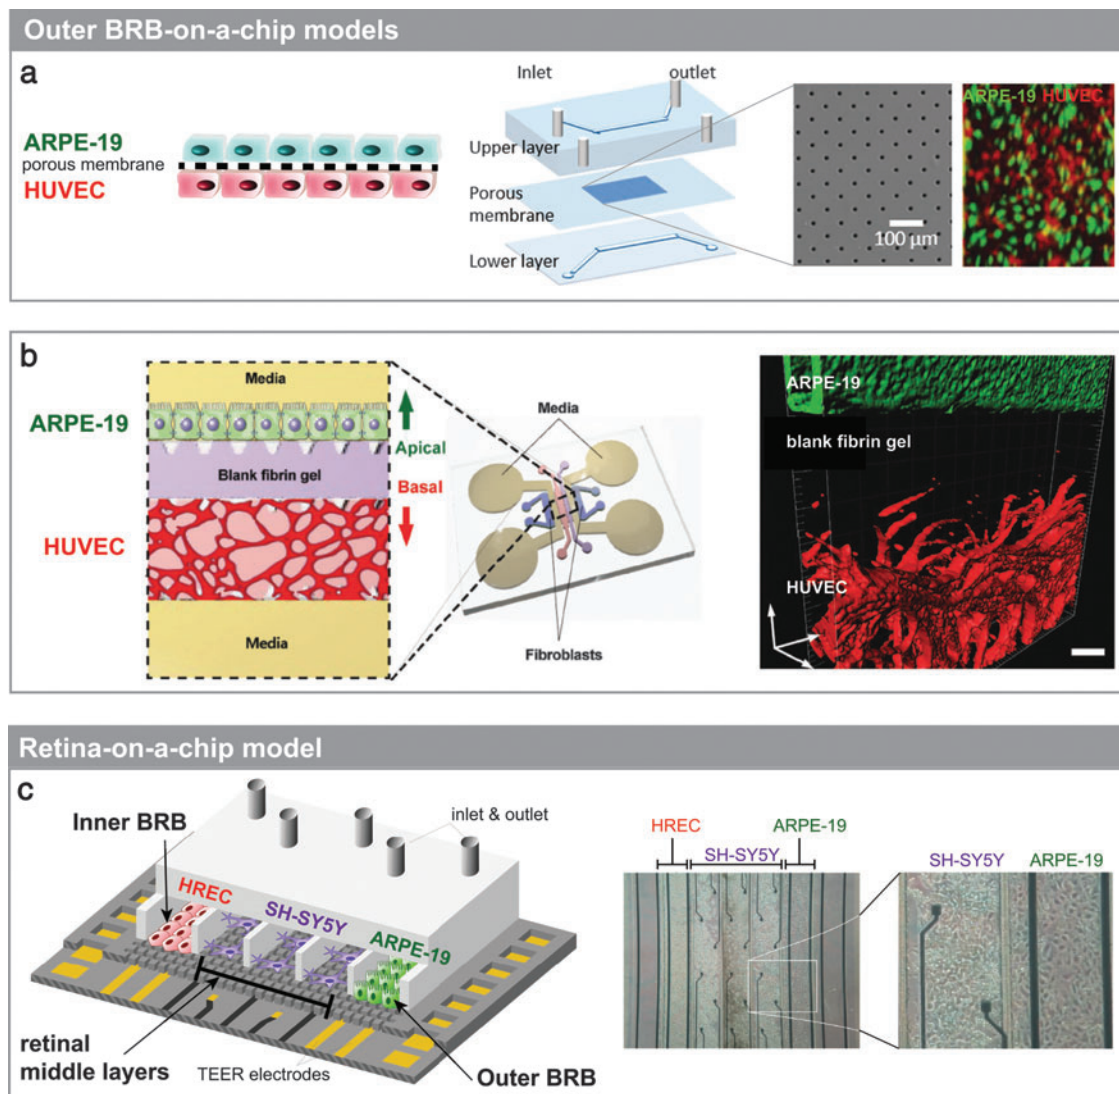 Outer BRB-on-a-chip models
a
ARPE-19
porous membrane
HUVEC
Inlet
outlet
Upper layer
Porous
membrane
Lower layer
100 µm
ARPE-19 HUVEC
b
Media
ARPE-19
Apical
Blank fibrin gel
Basal
HUVEC
Media
Media
Fibroblasts
ARPE-19
blank fibrin gel
HUVEC
Retina-on-a-chip model
c
Inner BRB
inlet & outlet
HREC
SH-SY5Y
ARPE-19
retinal
middle layers
TEER electrodes
Outer BRB
HREC
ARPE-19
SH-SY5Y
SH-SY5Y
ARPE-19